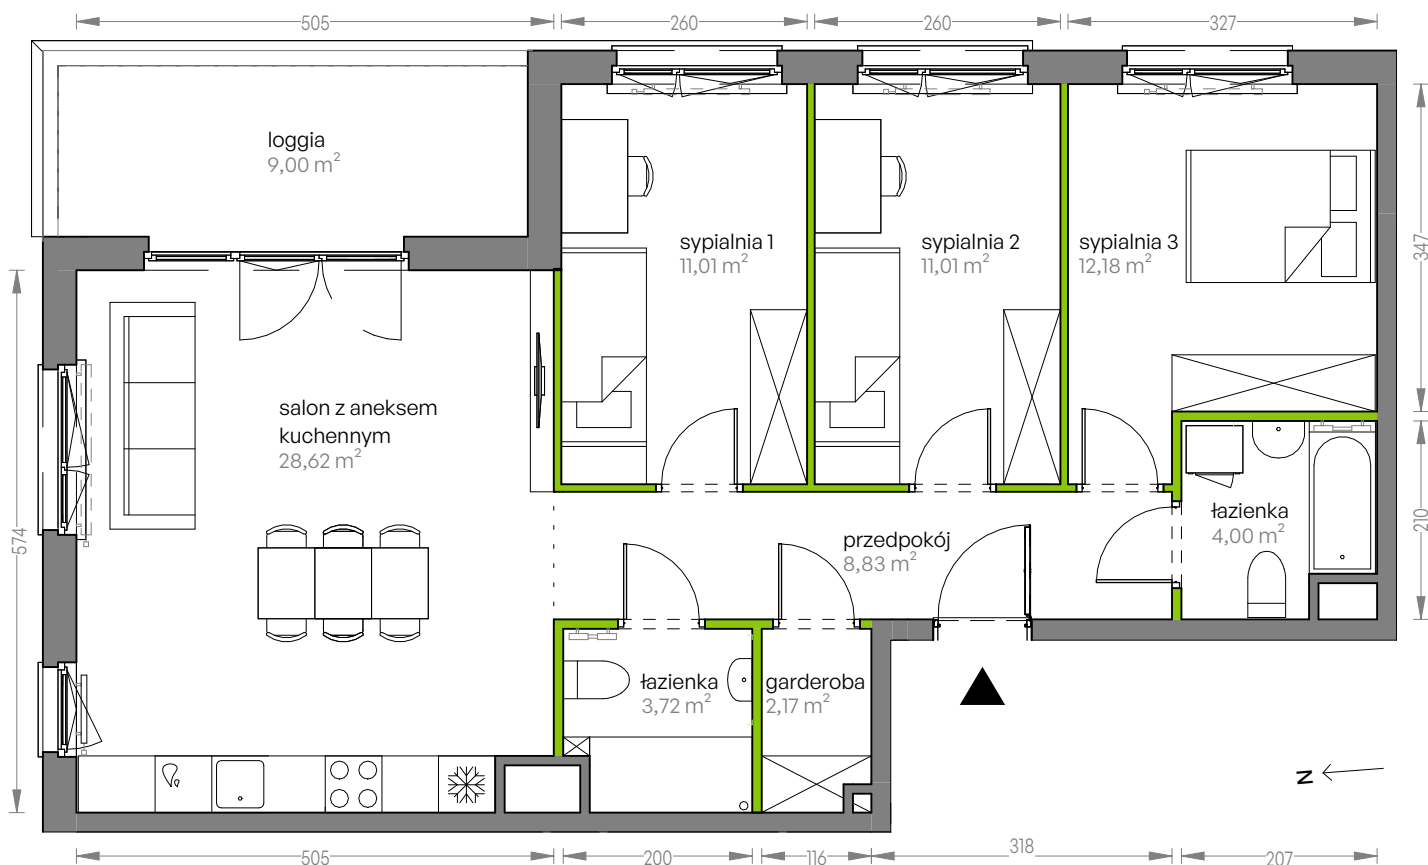 505
260
260
327
loggia
9,00 m²
sypialnia 1
11,01 m²
sypialnia 2
11,01 m²
sypialnia 3
12,18 m²
347
salon z aneksem
kuchennym
28,62 m²
574
przedpokój
8,83 m²
łazienka
4,00 m²
210
łazienka
3,72 m²
garderoba
2,17 m²
N
505
200
116
318
207